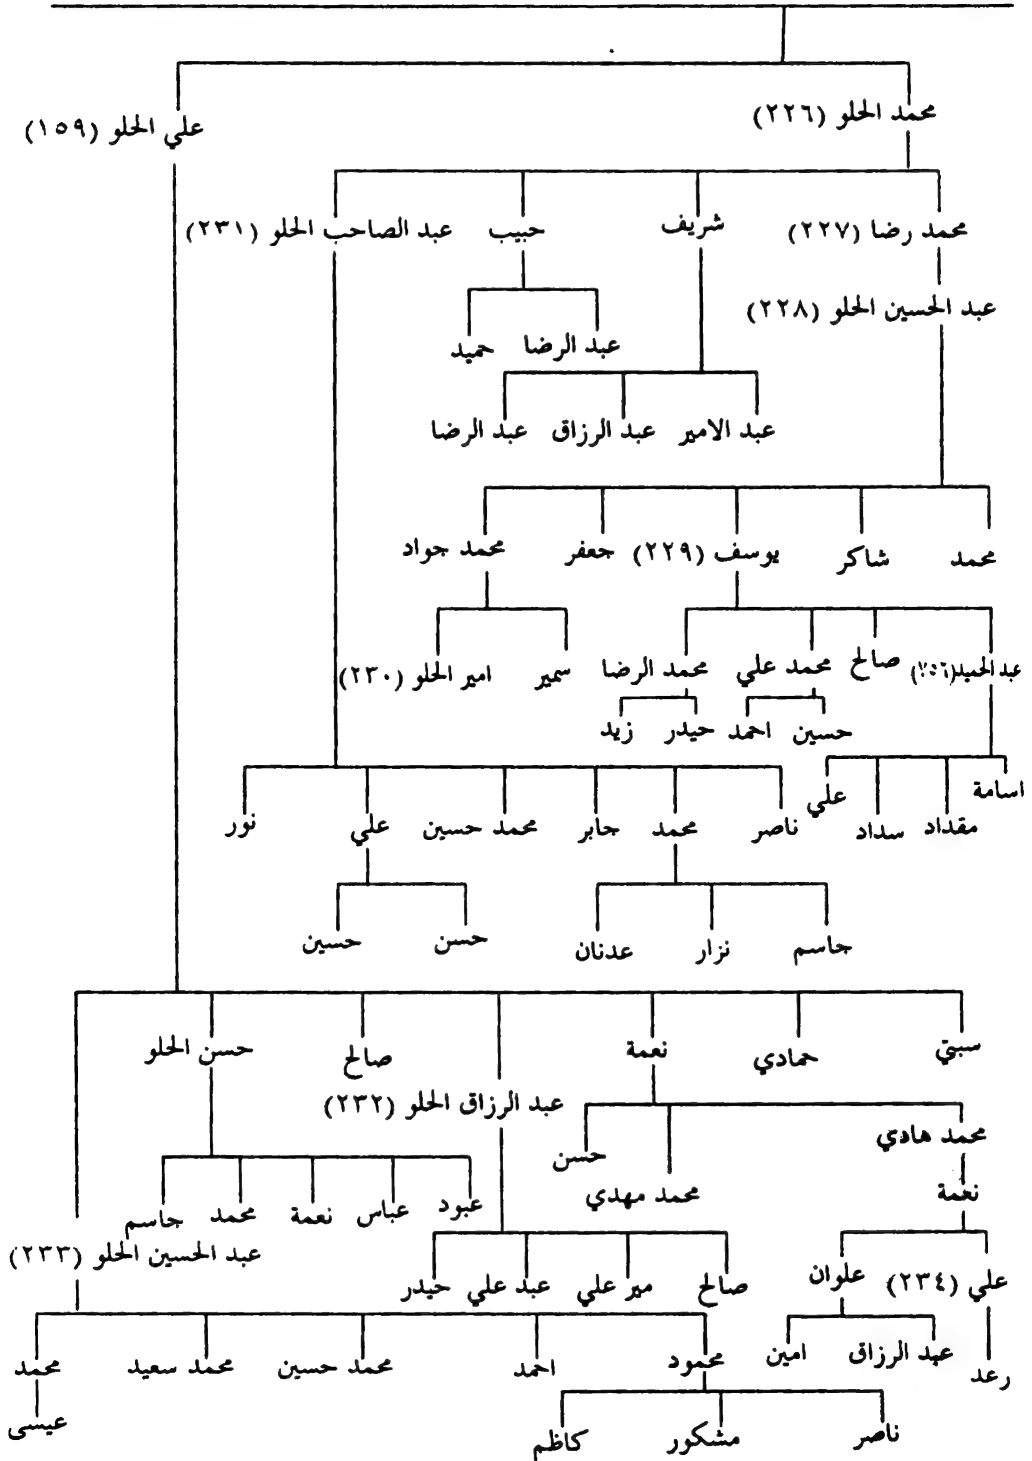 محمد الحلو (٢٢٦) علي الحلو (١٥٩)
محمد رضا (٢٢٧) شريف حبيب عبد الصاحب الحلو (٢٣١)
عبد الحسين الحلو (٢٢٨)
عبد الرضا حميد
عبد الامير عبد الرزاق عبد الرضا
محمد شاكر يوسف (٢٢٩) جعفر محمد جواد
عبد الحميد صالح محمد علي محمد الرضا سمير امير الحلو (٢٣٠)
حسين احمد حيدر زيد
اسامة مقداد سداد علي
ناصر محمد جابر محمد حسين علي نور
جاسم نزار عدنان حسن حسين
سبتي حمادي نعمة صالح حسن الحلو
عبد الرزاق الحلو (٢٣٢)
محمد هادي محمد مهدي حسن
نعمة
عبود عباس نعمة محمد جاسم
عبد الحسين الحلو (٢٣٣)
علي (٢٣٤) علوان صالح مير علي عبد علي حيدر
رعد عبد الرزاق امين محمود احمد محمد حسين محمد سعيد محمد
ناصر مشكور كاظم عيسى